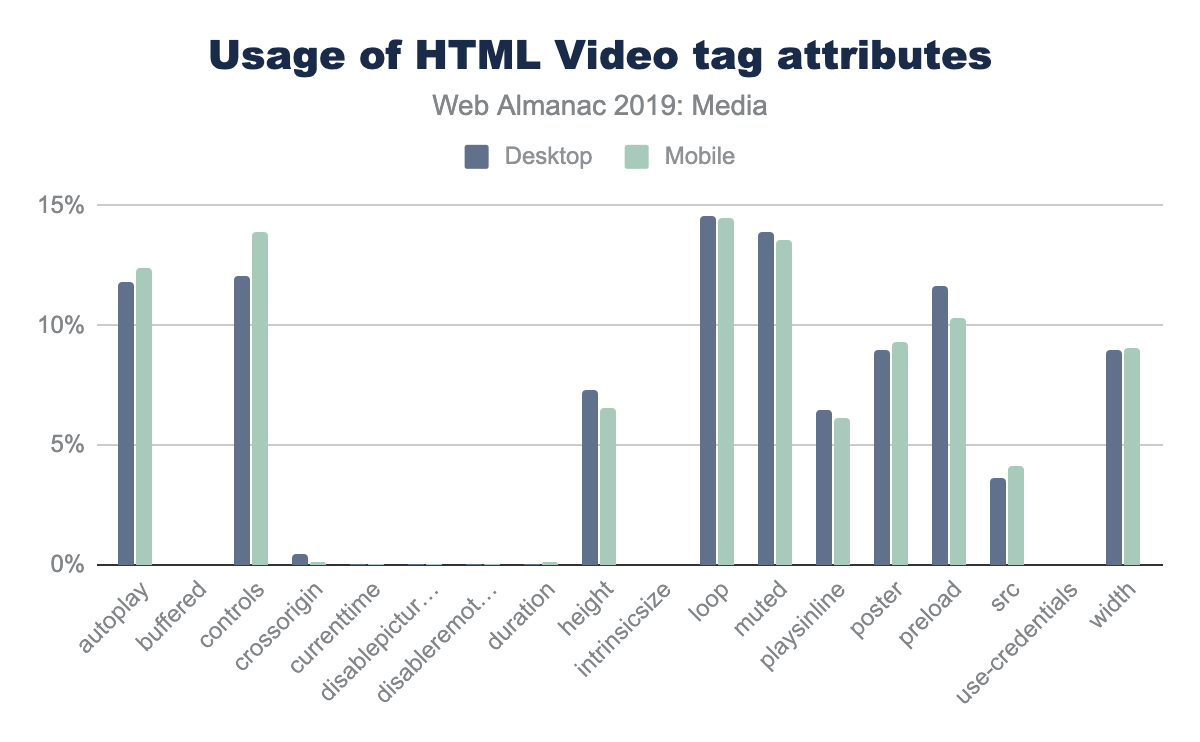 Usage of HTML Video tag attributes
Web Almanac 2019: Media
Desktop
Mobile
15%
10%
5%
0%
autoplay
buffered
controls
crossorigin
currenttime
disablepictur…
disableremot…
duration
height
intrinsicsize
loop
muted
playsinline
poster
preload
src
use-credentials
width